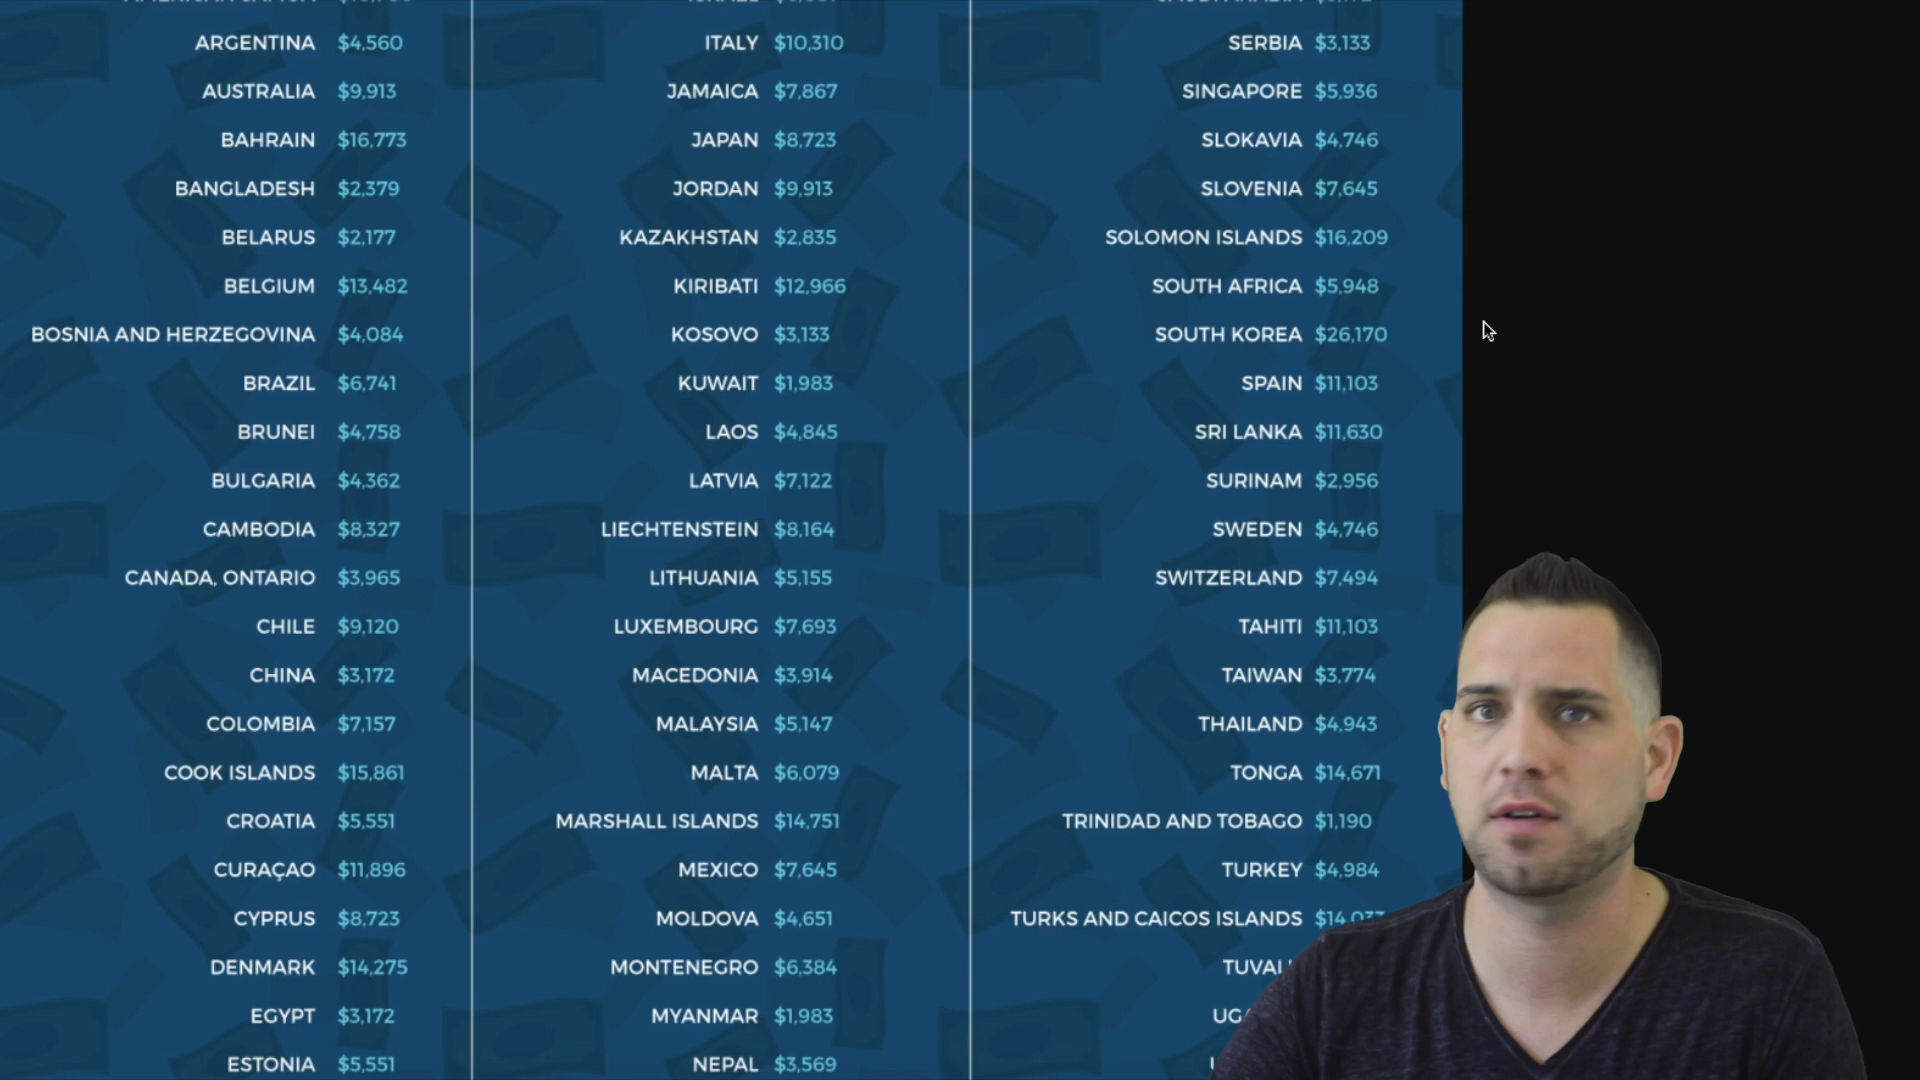 ARGENTINA $4,560
AUSTRALIA $9,913
BAHRAIN $16,773
BANGLADESH $2,379
BELARUS $2,177
BELGIUM $13,482
BOSNIA AND HERZEGOVINA $4,084
BRAZIL $6,741
BRUNEI $4,758
BULGARIA $4,362
CAMBODIA $8,327
CANADA, ONTARIO $3,965
CHILE $9,120
CHINA $3,172
COLOMBIA $7,157
COOK ISLANDS $15,861
CROATIA $5,551
CURAÇAO $11,896
CYPRUS $8,723
DENMARK $14,275
EGYPT $3,172
ESTONIA $5,551
ITALY $10,310
JAMAICA $7,867
JAPAN $8,723
JORDAN $9,913
KAZAKHSTAN $2,835
KIRIBATI $12,966
KOSOVO $3,133
KUWAIT $1,983
LAOS $4,845
LATVIA $7,122
LIECHTENSTEIN $8,164
LITHUANIA $5,155
LUXEMBOURG $7,693
MACEDONIA $3,914
MALAYSIA $5,147
MALTA $6,079
MARSHALL ISLANDS $14,751
MEXICO $7,645
MOLDOVA $4,651
MONTENEGRO $6,384
MYANMAR $1,983
NEPAL $3,569
SERBIA $3,133
SINGAPORE $5,936
SLOKAVIA $4,746
SLOVENIA $7,645
SOLOMON ISLANDS $16,209
SOUTH AFRICA $5,948
SOUTH KOREA $26,170
SPAIN $11,103
SRI LANKA $11,630
SURINAM $2,956
SWEDEN $4,746
SWITZERLAND $7,494
TAHITI $11,103
TAIWAN $3,774
THAILAND $4,943
TONGA $14,671
TRINIDAD AND TOBAGO $1,190
TURKEY $4,984
TURKS AND CAICOS ISLANDS